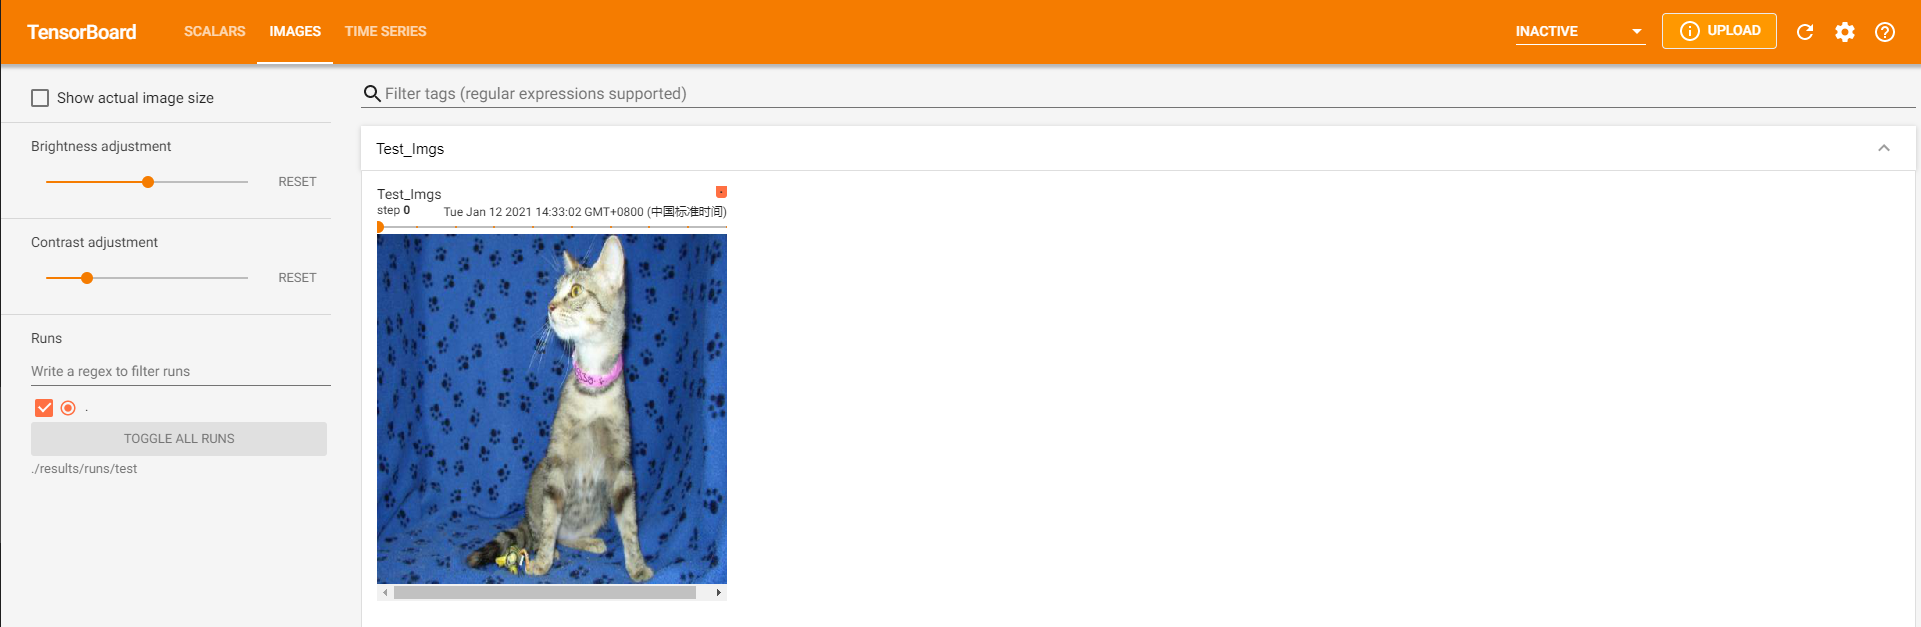 TensorBoard SCALARS IMAGES TIME SERIES INACTIVE UPLOAD
Show actual image size
Brightness adjustment
RESET
Contrast adjustment
RESET
Runs
Write a regex to filter runs
.
TOGGLE ALL RUNS
./results/runs/test
Filter tags (regular expressions supported)
Test_Imgs
Test_Imgs
step 0 Tue Jan 12 2021 14:33:02 GMT+0800 (中国标准时间)